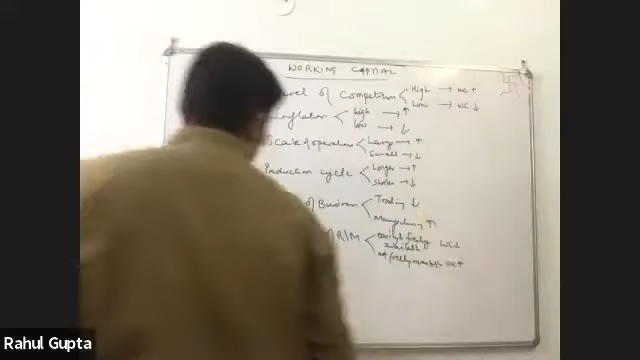 WORKING CAPITAL
evel of Competition High → WC ↑
Low → WC ↓
Inflation High → ↑
low → ↓
Scale of operation Large → ↑
Small → ↓
Production cycle Longer → ↑
Shorter → ↓
of Business Trading ↓
Manufacturing ↑
R/M easily & freely
available WC↓
not freely WC↑
Rahul Gupta